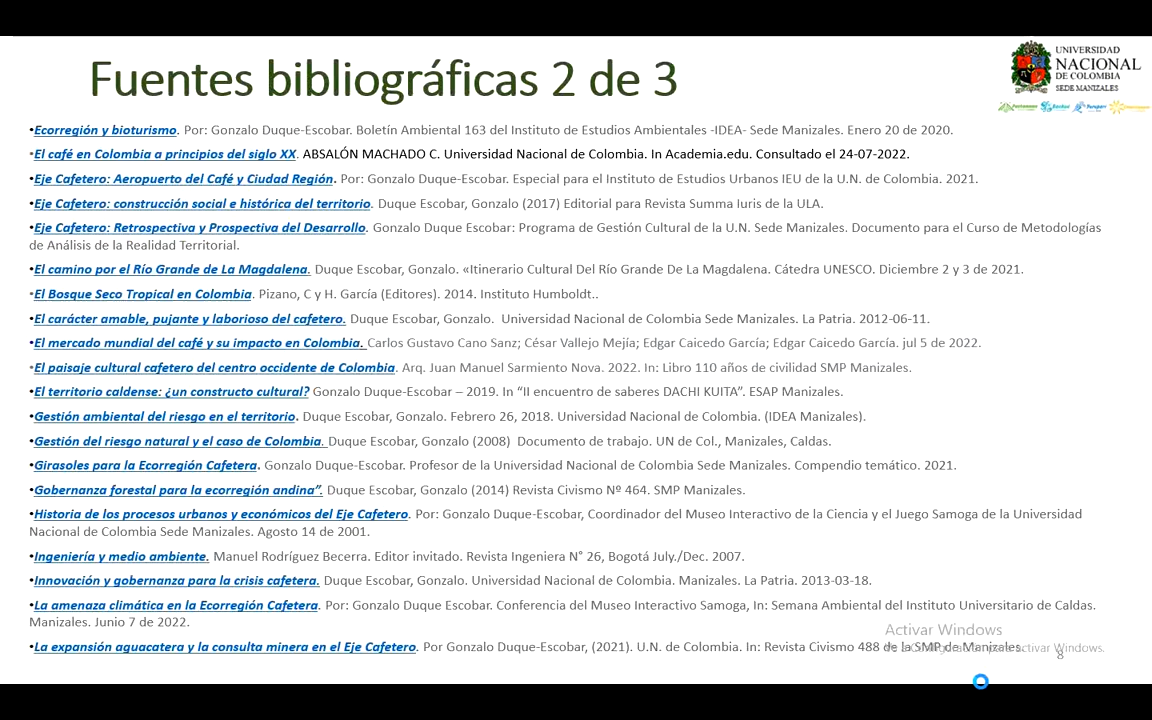 Fuentes bibliográficas 2 de 3
UNIVERSIDAD
NACIONAL
DE COLOMBIA
SEDE MANIZALES
•Ecorregión y bioturismo. Por: Gonzalo Duque-Escobar. Boletín Ambiental 163 del Instituto de Estudios Ambientales -IDEA- Sede Manizales. Enero 20 de 2020.
•El café en Colombia a principios del siglo XX. ABSALÓN MACHADO C. Universidad Nacional de Colombia. In Academia.edu. Consultado el 24-07-2022.
•Eje Cafetero: Aeropuerto del Café y Ciudad Región. Por: Gonzalo Duque-Escobar. Especial para el Instituto de Estudios Urbanos IEU de la U.N. de Colombia. 2021.
•Eje Cafetero: construcción social e histórica del territorio. Duque Escobar, Gonzalo (2017) Editorial para Revista Summa Iuris de la ULA.
•Eje Cafetero: Retrospectiva y Prospectiva del Desarrollo. Gonzalo Duque Escobar: Programa de Gestión Cultural de la U.N. Sede Manizales. Documento para el Curso de Metodologías
de Análisis de la Realidad Territorial.
•El camino por el Río Grande de La Magdalena. Duque Escobar, Gonzalo. «Itinerario Cultural Del Río Grande De La Magdalena. Cátedra UNESCO. Diciembre 2 y 3 de 2021.
•El Bosque Seco Tropical en Colombia. Pizano, C y H. García (Editores). 2014. Instituto Humboldt..
•El carácter amable, pujante y laborioso del cafetero. Duque Escobar, Gonzalo. Universidad Nacional de Colombia Sede Manizales. La Patria. 2012-06-11.
•El mercado mundial del café y su impacto en Colombia. Carlos Gustavo Cano Sanz; César Vallejo Mejía; Edgar Caicedo García; Edgar Caicedo García. jul 5 de 2022.
•El paisaje cultural cafetero del centro occidente de Colombia. Arq. Juan Manuel Sarmiento Nova. 2022. In: Libro 110 años de civilidad SMP Manizales.
•El territorio caldense: ¿un constructo cultural? Gonzalo Duque-Escobar – 2019. In “II encuentro de saberes DACHI KUITA”. ESAP Manizales.
•Gestión ambiental del riesgo en el territorio. Duque Escobar, Gonzalo. Febrero 26, 2018. Universidad Nacional de Colombia. (IDEA Manizales).
•Gestión del riesgo natural y el caso de Colombia. Duque Escobar, Gonzalo (2008) Documento de trabajo. UN de Col., Manizales, Caldas.
•Girasoles para la Ecorregión Cafetera. Gonzalo Duque-Escobar. Profesor de la Universidad Nacional de Colombia Sede Manizales. Compendio temático. 2021.
•Gobernanza forestal para la ecorregión andina”. Duque Escobar, Gonzalo (2014) Revista Civismo Nº 464. SMP Manizales.
•Historia de los procesos urbanos y económicos del Eje Cafetero. Por: Gonzalo Duque-Escobar, Coordinador del Museo Interactivo de la Ciencia y el Juego Samoga de la Universidad
Nacional de Colombia Sede Manizales. Agosto 14 de 2001.
•Ingeniería y medio ambiente. Manuel Rodríguez Becerra. Editor invitado. Revista Ingeniera N° 26, Bogotá July./Dec. 2007.
•Innovación y gobernanza para la crisis cafetera. Duque Escobar, Gonzalo. Universidad Nacional de Colombia. Manizales. La Patria. 2013-03-18.
•La amenaza climática en la Ecorregión Cafetera. Por: Gonzalo Duque Escobar. Conferencia del Museo Interactivo Samoga, In: Semana Ambiental del Instituto Universitario de Caldas.
Manizales. Junio 7 de 2022.
Activar Windows
•La expansión aguacatera y la consulta minera en el Eje Cafetero. Por Gonzalo Duque-Escobar, (2021). U.N. de Colombia. In: Revista Civismo 488 de la SMP de Manizales.
activar Windows.
8